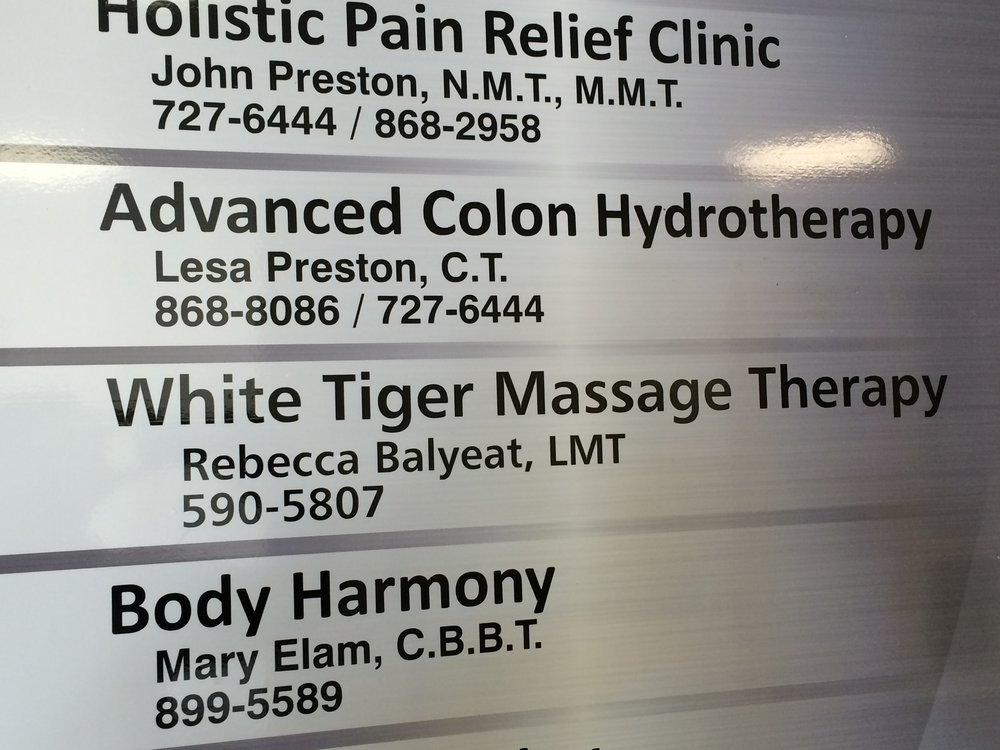 Holistic Pain Relief Clinic
John Preston, N.M.T., M.M.T.
727-6444 / 868-2958
Advanced Colon Hydrotherapy
Lesa Preston, C.T.
868-8086 / 727-6444
White Tiger Massage Therapy
Rebecca Balyeat, LMT
590-5807
Body Harmony
Mary Elam, C.B.B.T.
899-5589